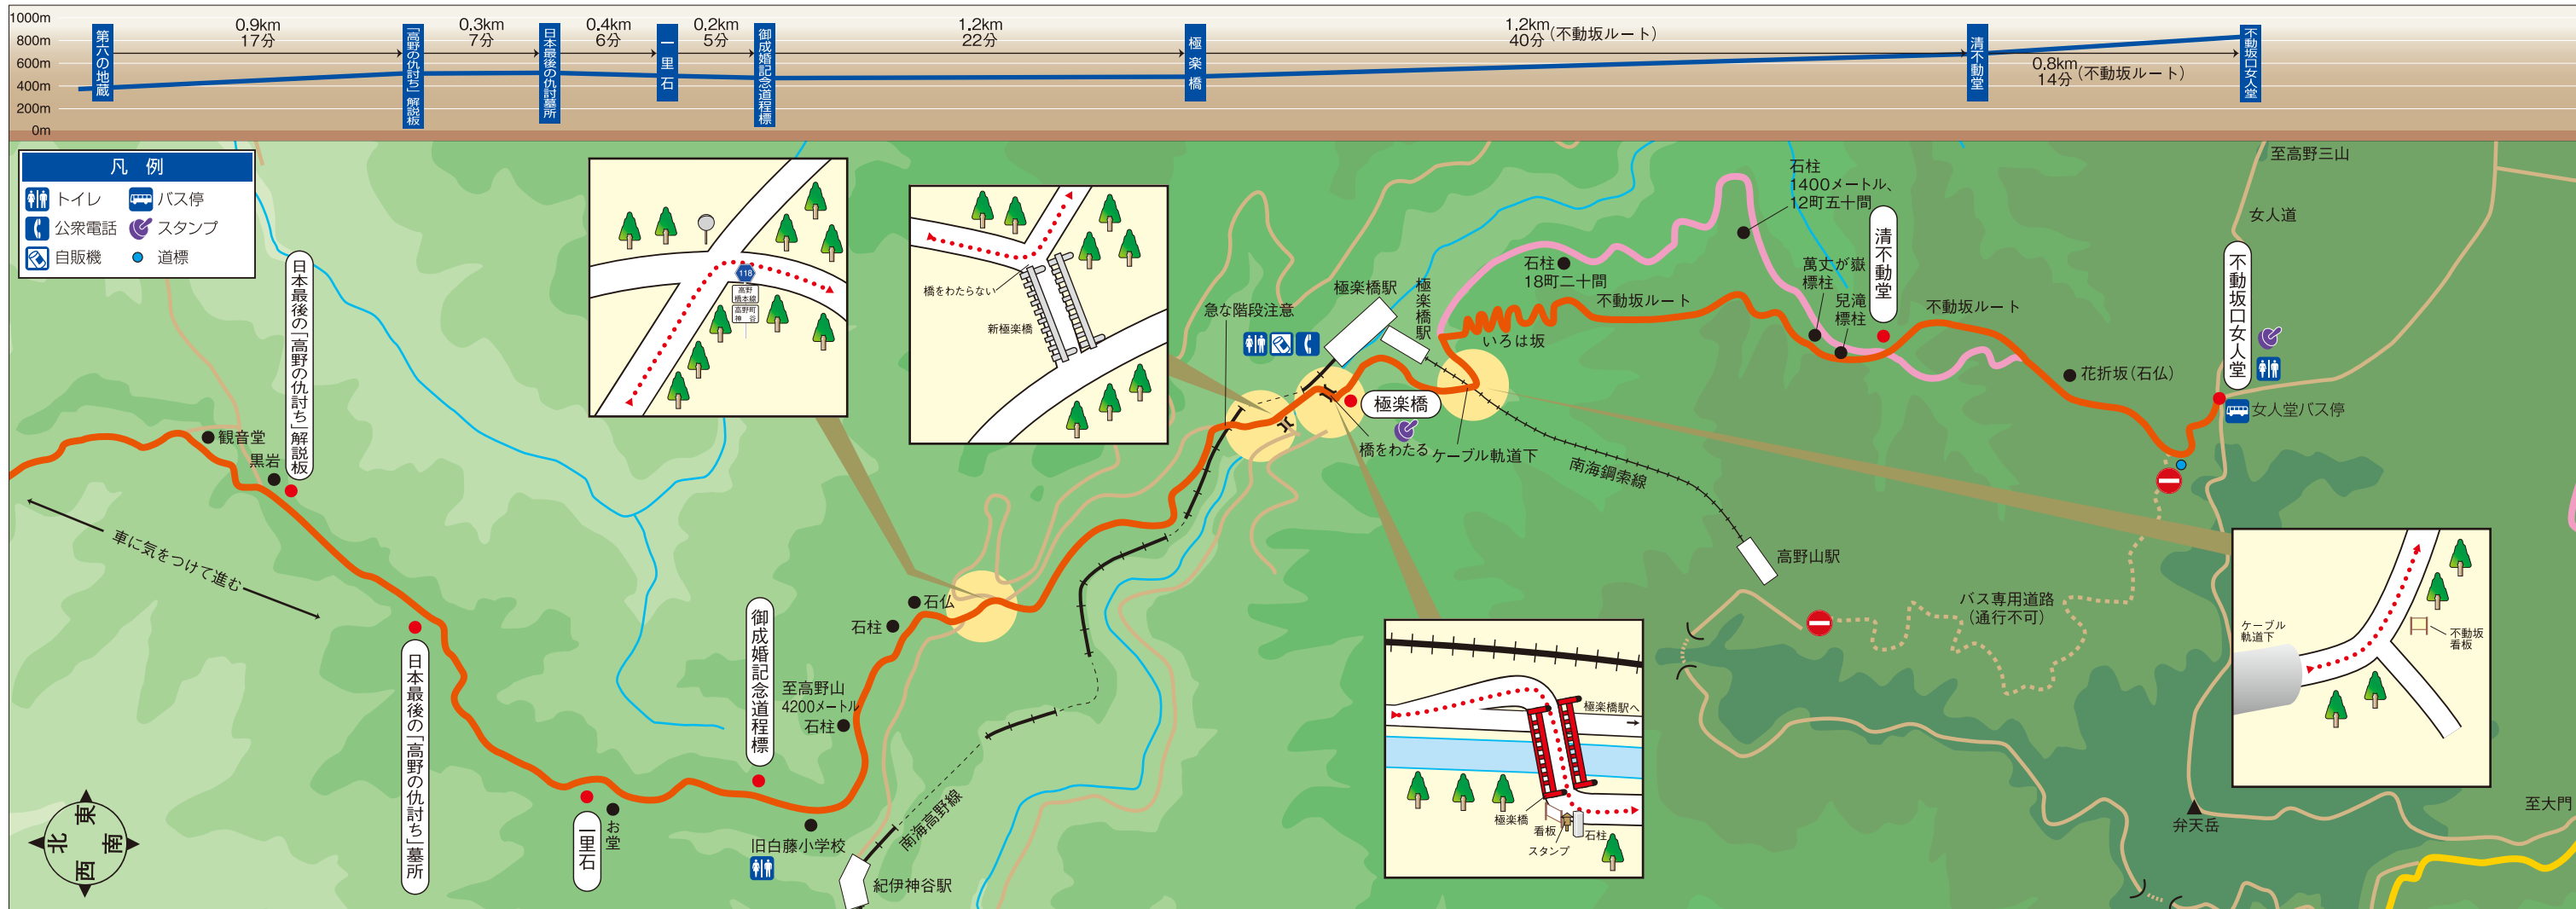 1000m
800m
600m
400m
200m
0m
第六の地蔵
0.9km
17分
「高野の仇討ち」解説板
0.3km
7分
日本最後の仇討墓所
0.4km
6分
一里石
0.2km
5分
御成婚記念道程標
1.2km
22分
極楽橋
1.2km
40分(不動坂ルート)
清不動堂
0.8km
14分(不動坂ルート)
不動坂口女人堂
凡 例
トイレ
バス停
公衆電話
スタンプ
自販機
道標
日本最後の「高野の仇討ち」解説板
観音堂
黒岩
車に気をつけて進む
日本最後の「高野の仇討ち」墓所
北
東
南
西
118
高野
橋本線
高野町
神 谷
一里石
お堂
御成婚記念道程標
旧白藤小学校
至高野山
4200メートル
石柱
石柱
石仏
紀伊神谷駅
南海高野線
橋をわたらない
新極楽橋
急な階段注意
極楽橋駅
極楽橋駅
極楽橋
橋をわたる
ケーブル軌道下
いろは坂
石柱
18町二十間
不動坂ルート
石柱
1400メートル、
12町五十間
萬丈が嶽
標柱
兒滝
標柱
清不動堂
不動坂ルート
花折坂(石仏)
南海鋼索線
高野山駅
バス専用道路
(通行不可)
極楽橋駅へ
極楽橋
看板
スタンプ
石柱
至高野三山
女人道
不動坂口女人堂
女人堂バス停
ケーブル
軌道下
不動坂
看板
弁天岳
至大門